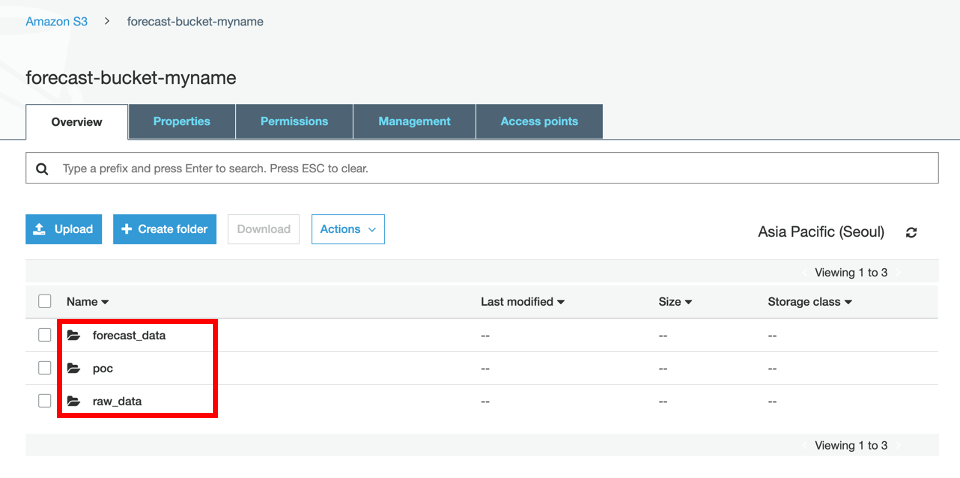 Amazon S3 > forecast-bucket-myname
forecast-bucket-myname
Overview Properties Permissions Management Access points
Type a prefix and press Enter to search. Press ESC to clear.
Upload Create folder Download Actions Asia Pacific (Seoul)
Viewing 1 to 3
Name Last modified Size Storage class
forecast_data -- -- --
poc -- -- --
raw_data -- -- --
Viewing 1 to 3